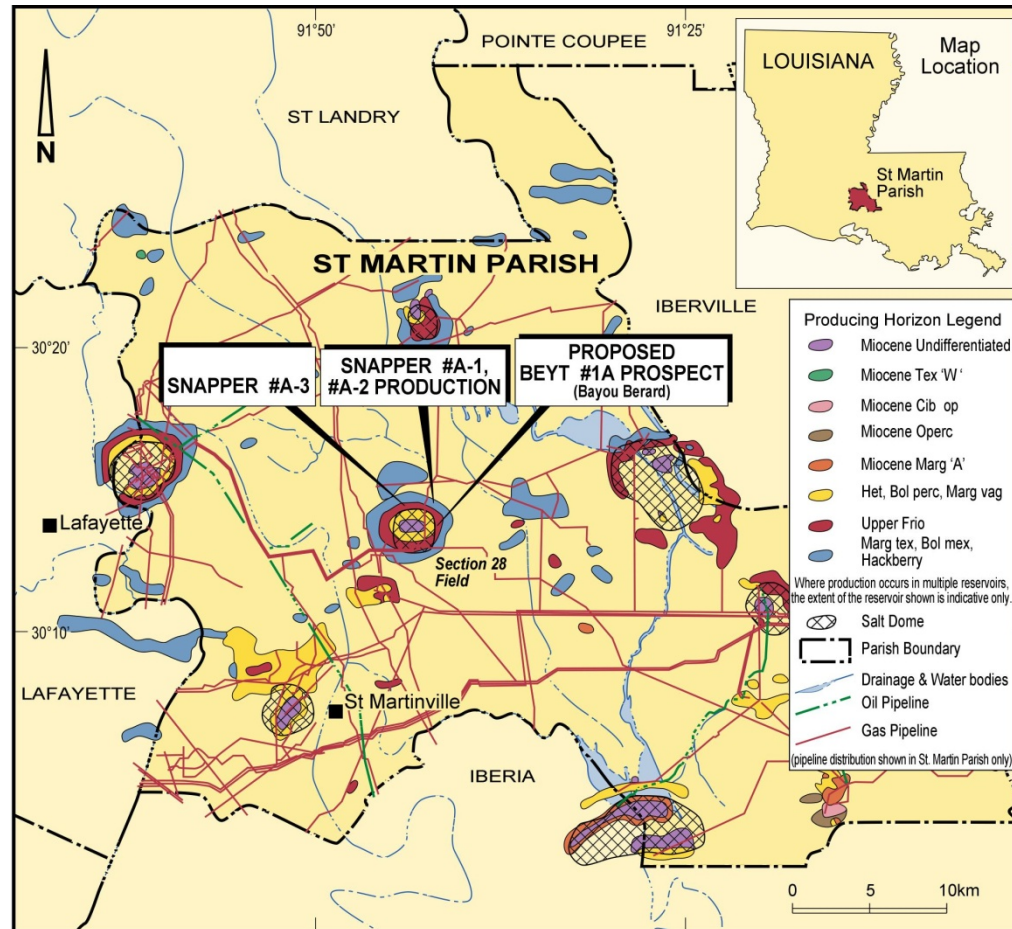 91°50'
91°25'
POINTE COUPEE
ST LANDRY
N
LOUISIANA
Map
Location
St Martin
Parish
ST MARTIN PARISH
IBERVILLE
30°20'
SNAPPER #A-3
SNAPPER #A-1,
#A-2 PRODUCTION
PROPOSED
BEYT #1A PROSPECT
(Bayou Berard)
Lafayette
Section 28
Field
30°10'
LAFAYETTE
St Martinville
IBERIA
Producing Horizon Legend
Miocene Undifferentiated
Miocene Tex 'W'
Miocene Cib op
Miocene Operc
Miocene Marg 'A'
Het, Bol perc, Marg vag
Upper Frio
Marg tex, Bol mex,
Hackberry
Where production occurs in multiple reservoirs,
the extent of the reservoir shown is indicative only.
Salt Dome
Parish Boundary
Drainage & Water bodies
Oil Pipeline
Gas Pipeline
(pipeline distribution shown in St. Martin Parish only)
0 5 10km